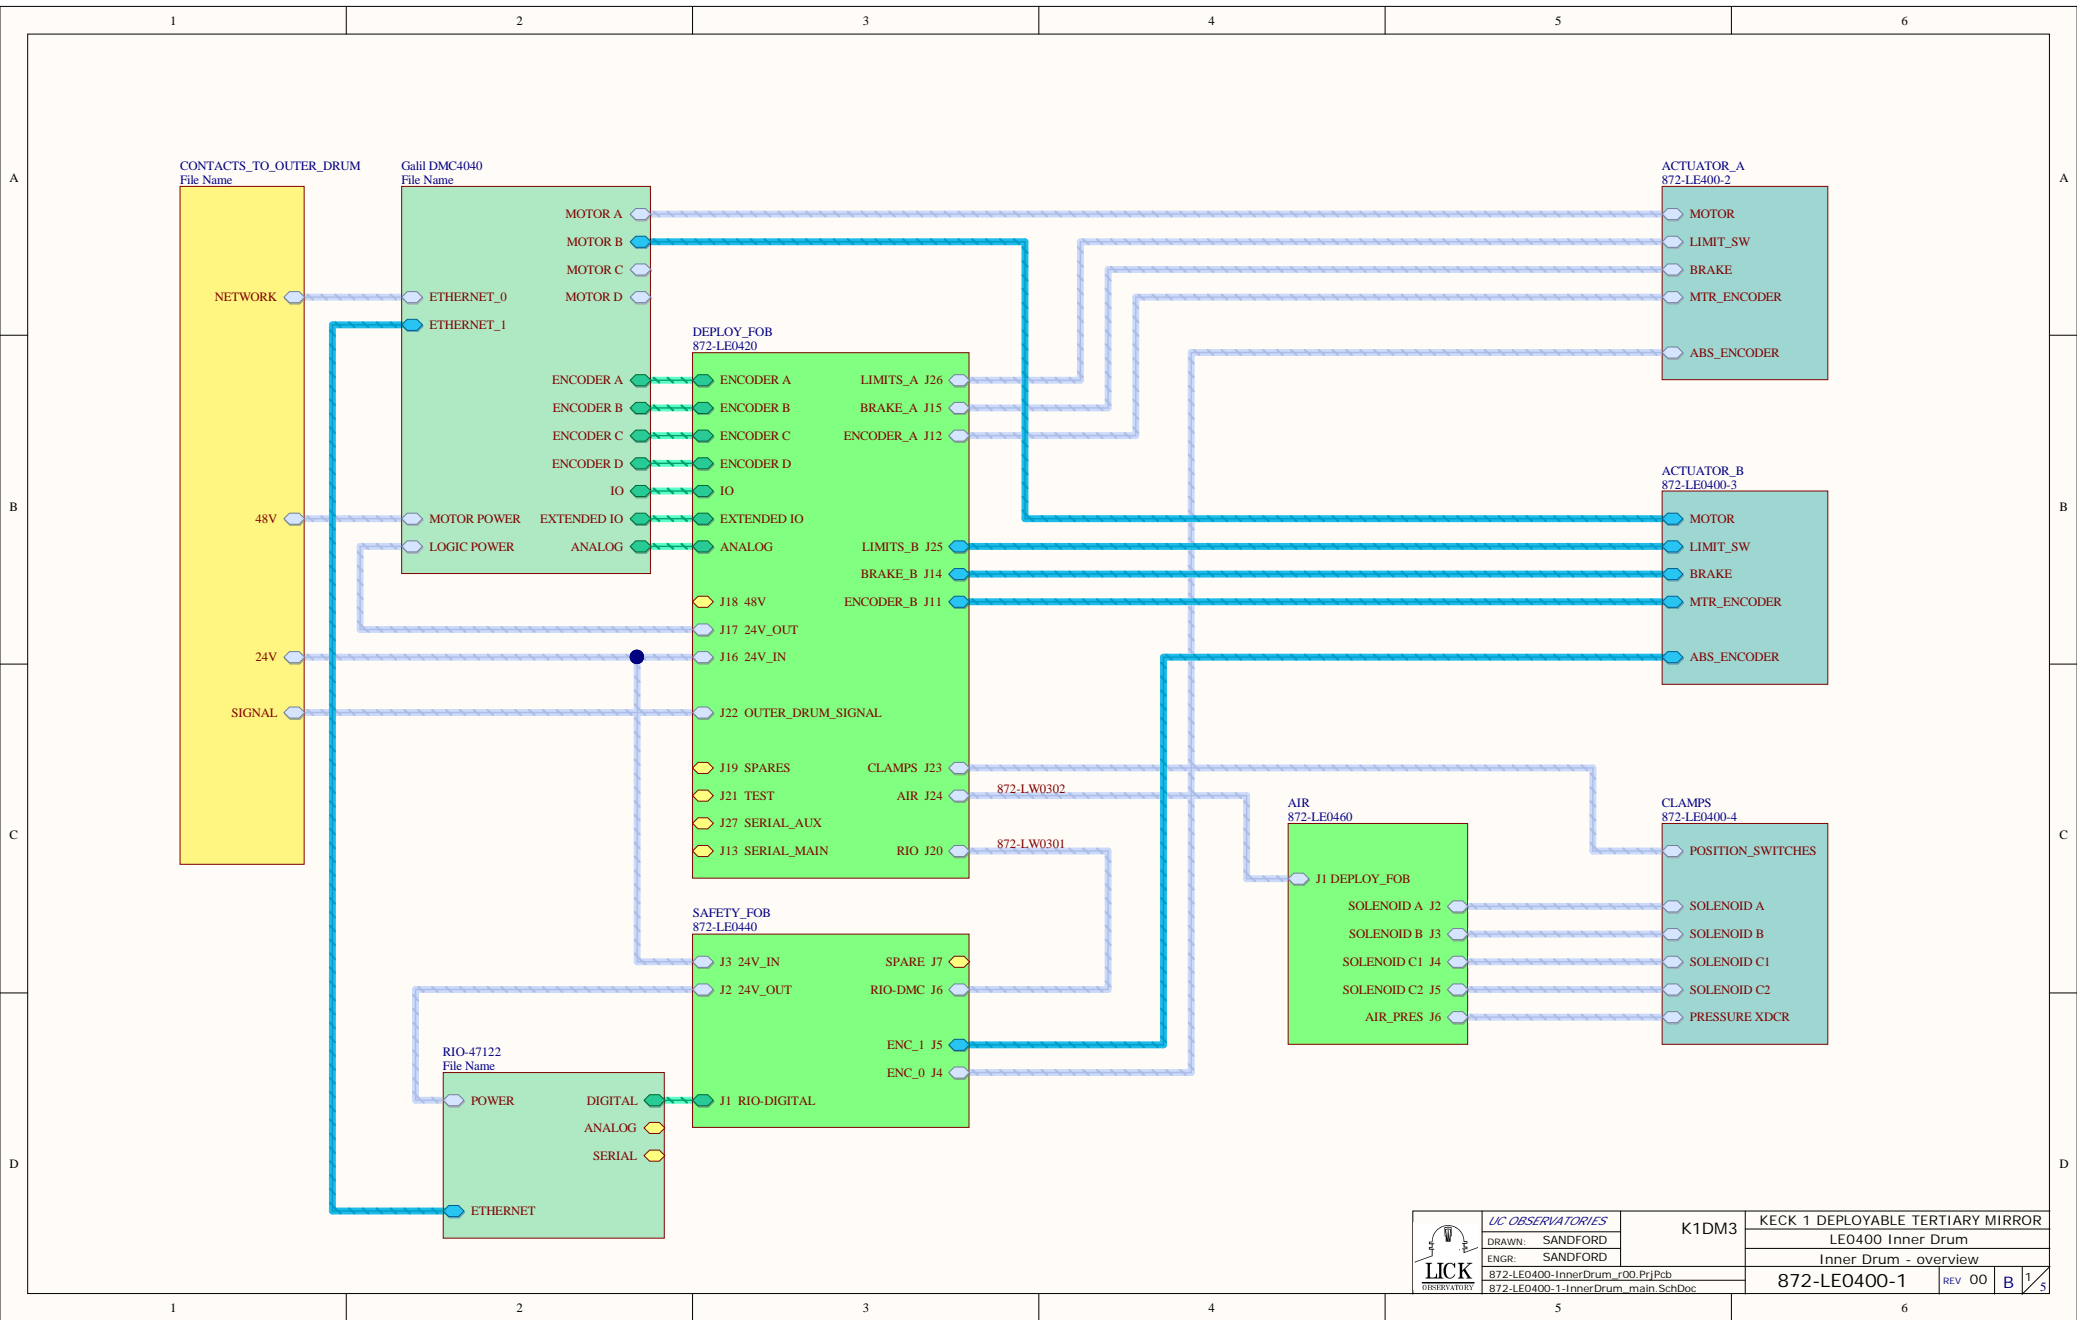 1 2 3 4 5 6
A
B
C
D
A
B
C
D
CONTACTS_TO_OUTER_DRUM
File Name
NETWORK
48V
24V
SIGNAL
Galil DMC4040
File Name
MOTOR A
MOTOR B
MOTOR C
MOTOR D
ETHERNET_0
ETHERNET_1
ENCODER A
ENCODER B
ENCODER C
ENCODER D
IO
MOTOR POWER EXTENDED IO
LOGIC POWER ANALOG
DEPLOY_FOB
872-LE0420
ENCODER A LIMITS_A J26
ENCODER B BRAKE_A J15
ENCODER C ENCODER_A J12
ENCODER D
IO
EXTENDED IO
ANALOG LIMITS_B J25
BRAKE_B J14
J18 48V ENCODER_B J11
J17 24V_OUT
J16 24V_IN
J22 OUTER_DRUM_SIGNAL
J19 SPARES CLAMPS J23
J21 TEST AIR J24
J27 SERIAL_AUX
J13 SERIAL_MAIN RIO J20
872-LW0302
872-LW0301
SAFETY_FOB
872-LE0440
J3 24V_IN SPARE J7
J2 24V_OUT RIO-DMC J6
ENC_1 J5
ENC_0 J4
J1 RIO-DIGITAL
RIO-47122
File Name
POWER DIGITAL
ANALOG
SERIAL
ETHERNET
ACTUATOR_A
872-LE400-2
MOTOR
LIMIT_SW
BRAKE
MTR_ENCODER
ABS_ENCODER
ACTUATOR_B
872-LE0400-3
MOTOR
LIMIT_SW
BRAKE
MTR_ENCODER
ABS_ENCODER
AIR
872-LE0460
J1 DEPLOY_FOB
SOLENOID A J2
SOLENOID B J3
SOLENOID C1 J4
SOLENOID C2 J5
AIR_PRES J6
CLAMPS
872-LE0400-4
POSITION_SWITCHES
SOLENOID A
SOLENOID B
SOLENOID C1
SOLENOID C2
PRESSURE XDCR
LICK
OBSERVATORY
UC OBSERVATORIES
DRAWN: SANDFORD
ENGR: SANDFORD
872-LE0400-InnerDrum_r00.PrjPcb
872-LE0400-1-InnerDrum_main.SchDoc
K1DM3
KECK 1 DEPLOYABLE TERTIARY MIRROR
LE0400 Inner Drum
Inner Drum - overview
872-LE0400-1 REV 00 B 1/5
1 2 3 4 5 6